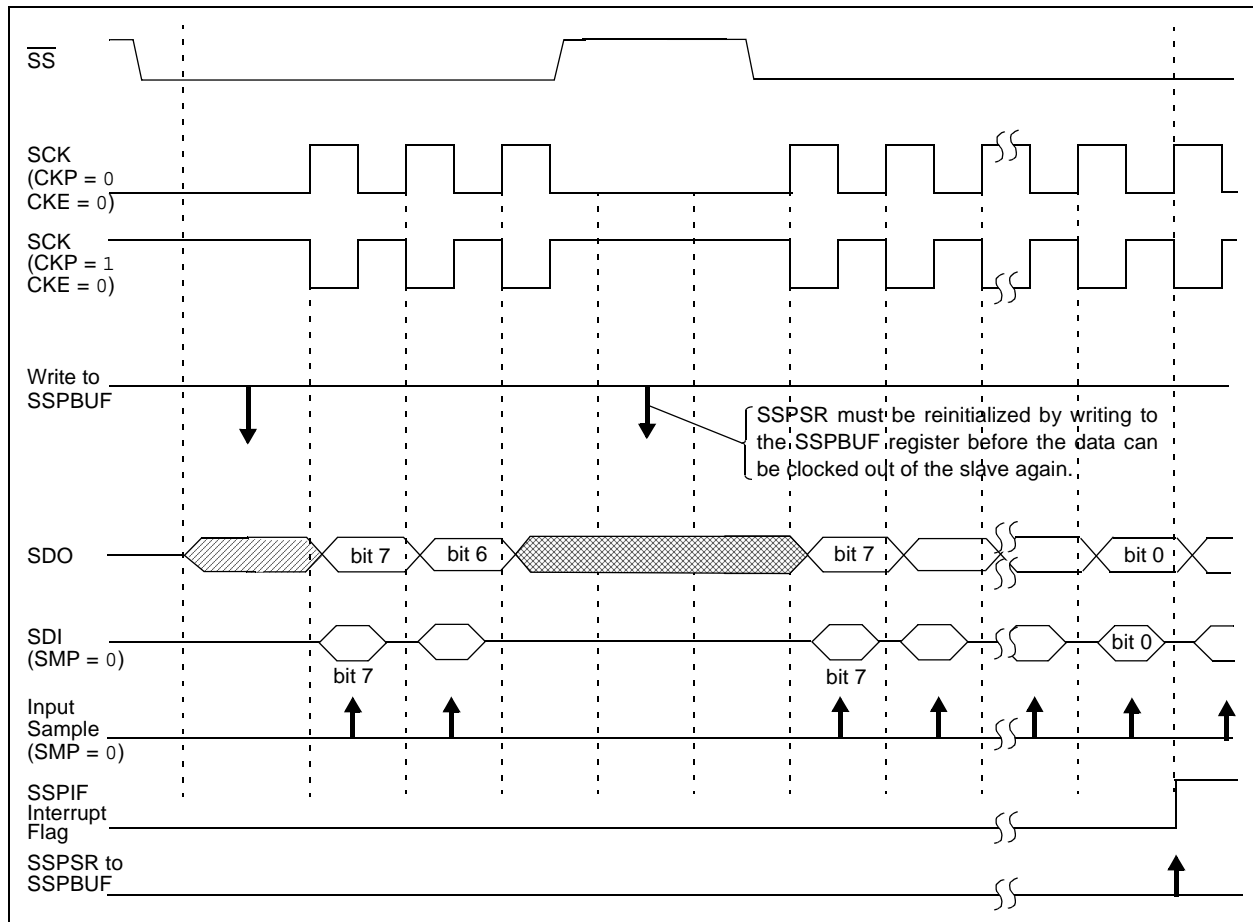 SS
SCK
(CKP = 0
CKE = 0)
SCK
(CKP = 1
CKE = 0)
Write to
SSPBUF
SSPSR must be reinitialized by writing to
the SSPBUF register before the data can
be clocked out of the slave again.
SDO
bit 7
bit 6
bit 7
bit 0
SDI
(SMP = 0)
bit 7
bit 7
bit 0
Input
Sample
(SMP = 0)
SSPIF
Interrupt
Flag
SSPSR to
SSPBUF